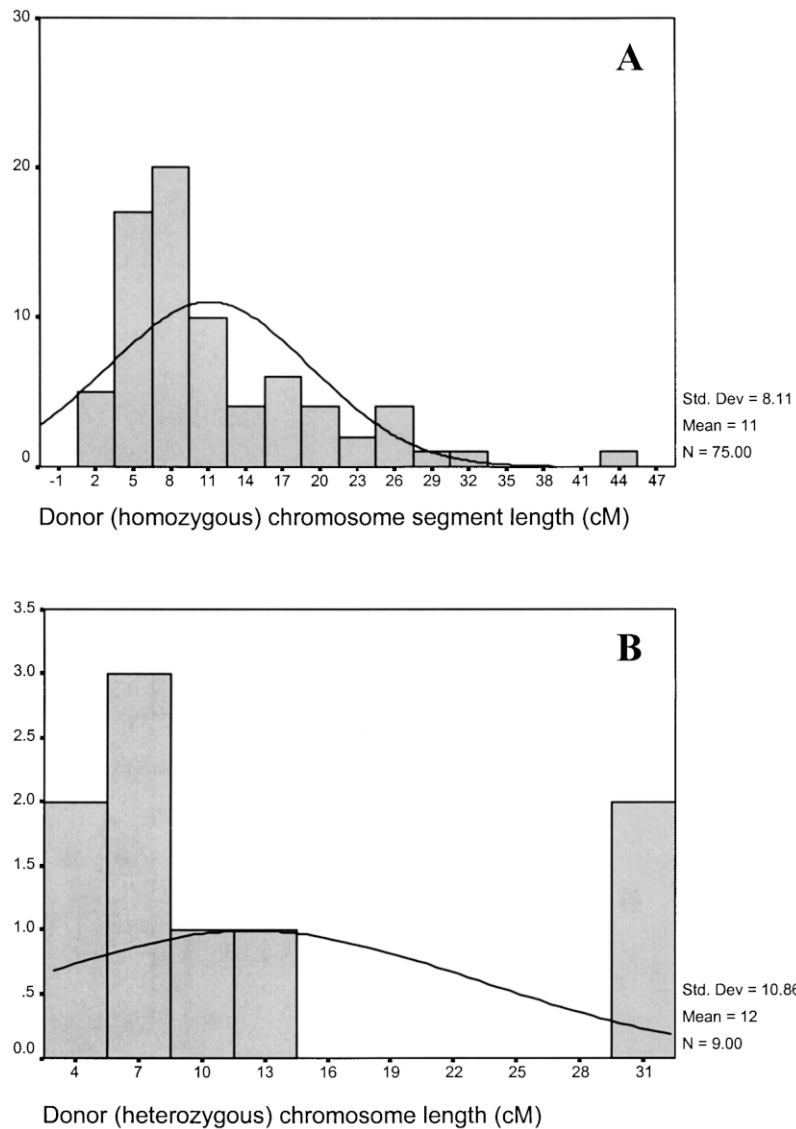 30
A
20
10
Std. Dev = 8.11
Mean = 11
N = 75.00
0
-1 2 5 8 11 14 17 20 23 26 29 32 35 38 41 44 47
Donor (homozygous) chromosome segment length (cM)
3.5
B
3.0
2.5
2.0
1.5
1.0
.5
Std. Dev = 10.86
Mean = 12
N = 9.00
0.0
4 7 10 13 16 19 22 25 28 31
Donor (heterozygous) chromosome length (cM)